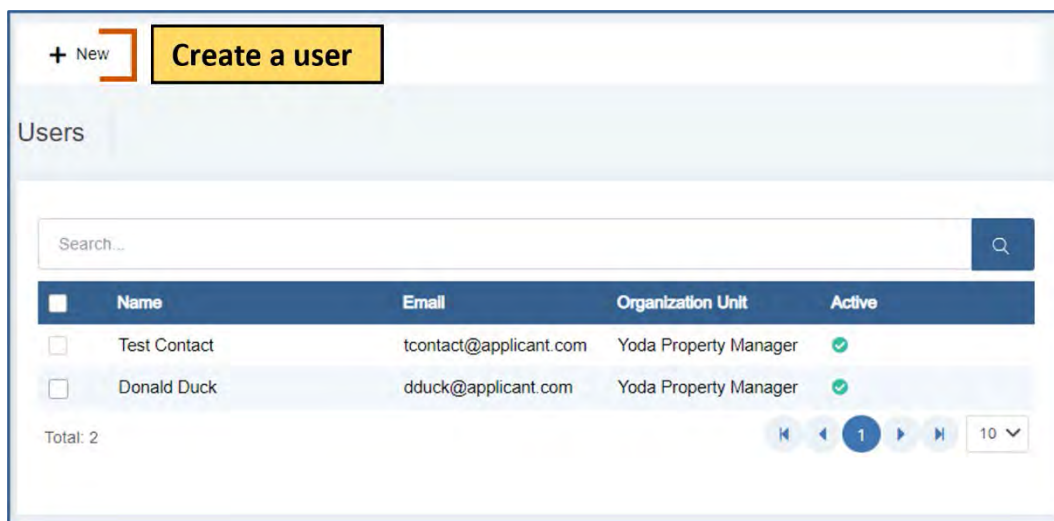 + New
Create a user
Users
Search...
Name Email Organization Unit Active
Test Contact tcontact@applicant.com Yoda Property Manager
Donald Duck dduck@applicant.com Yoda Property Manager
Total: 2 1 10